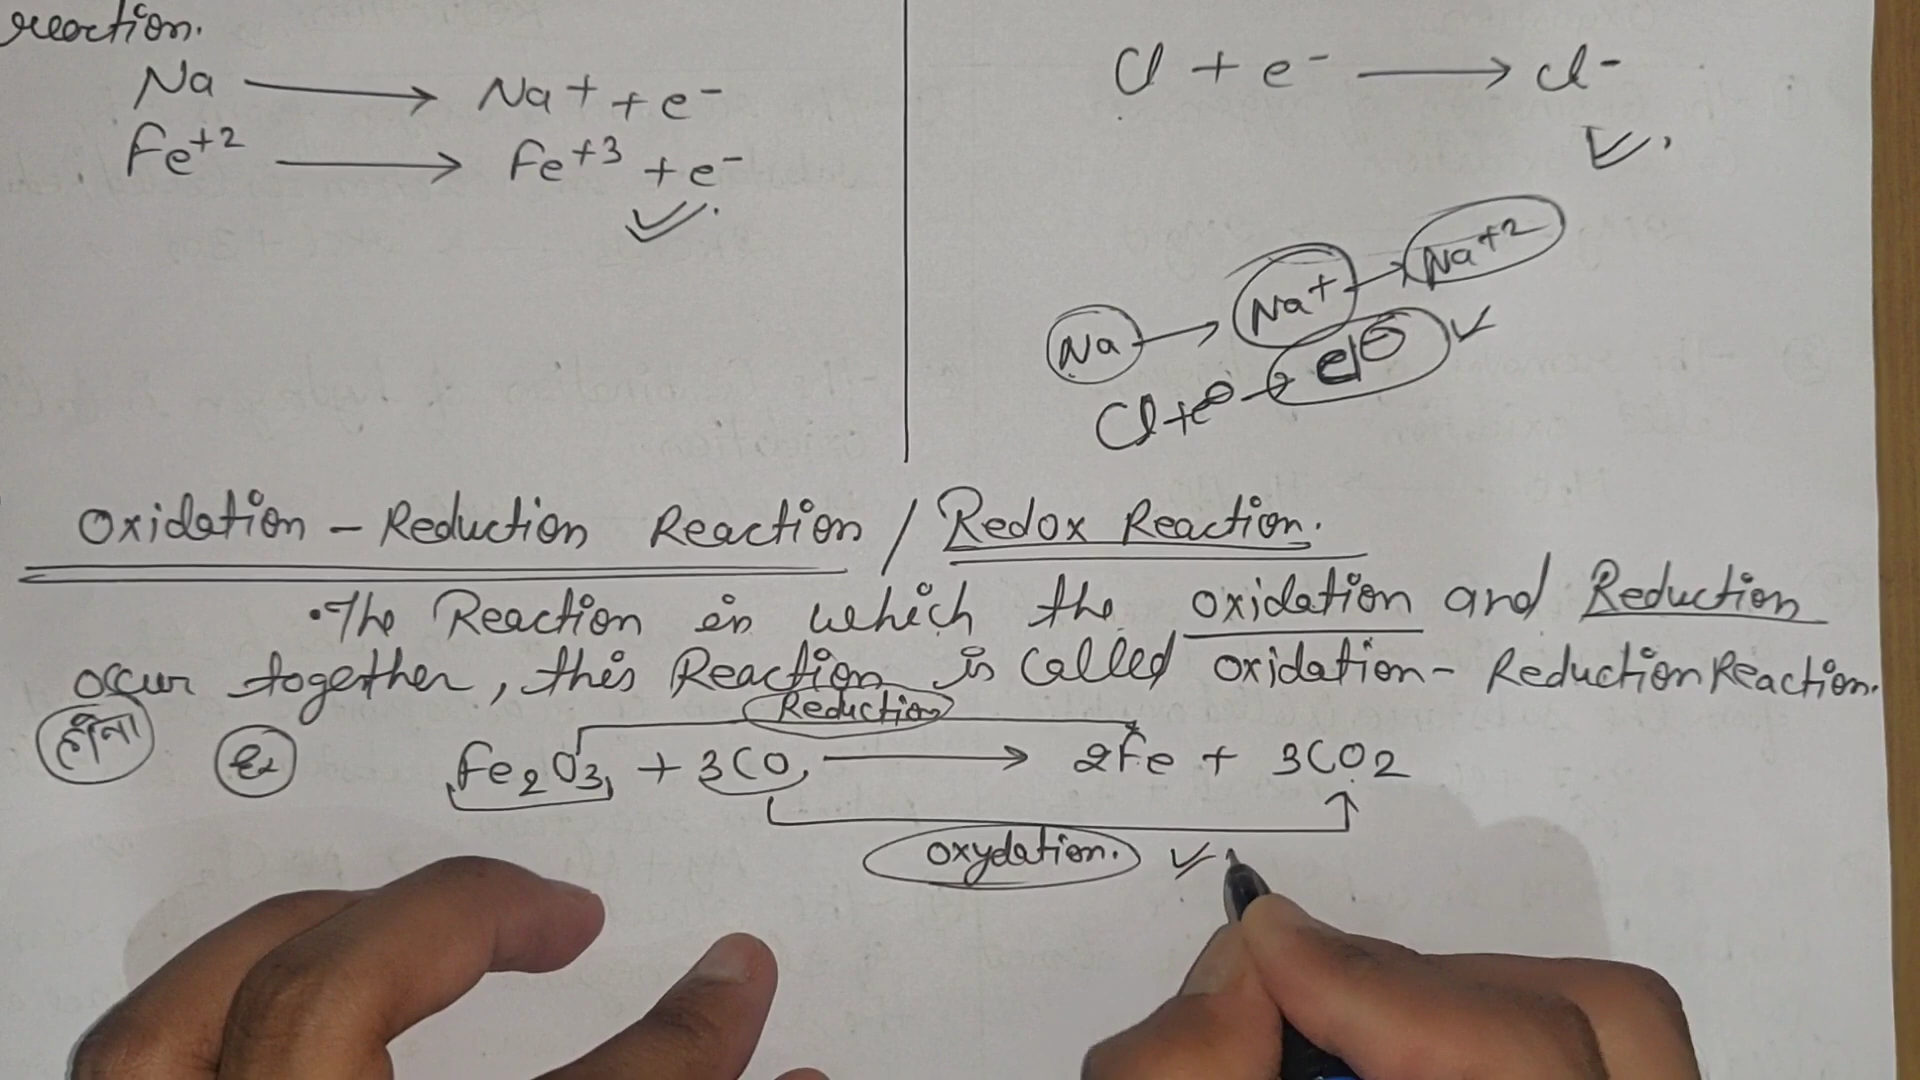 reaction.
Na → Na+ + e-
Fe+2 → Fe+3 + e-
Cl + e- → Cl-
Na → Na+ → Na+2
Cl + e⊖ → Cl⊖
Oxidation - Reduction Reaction / Redox Reaction.
•The Reaction in which the oxidation and Reduction
occur together, this Reaction is called oxidation - Reduction Reaction.
Reduction
होना Ex Fe2O3 + 3CO → 2Fe + 3CO2
oxydation.